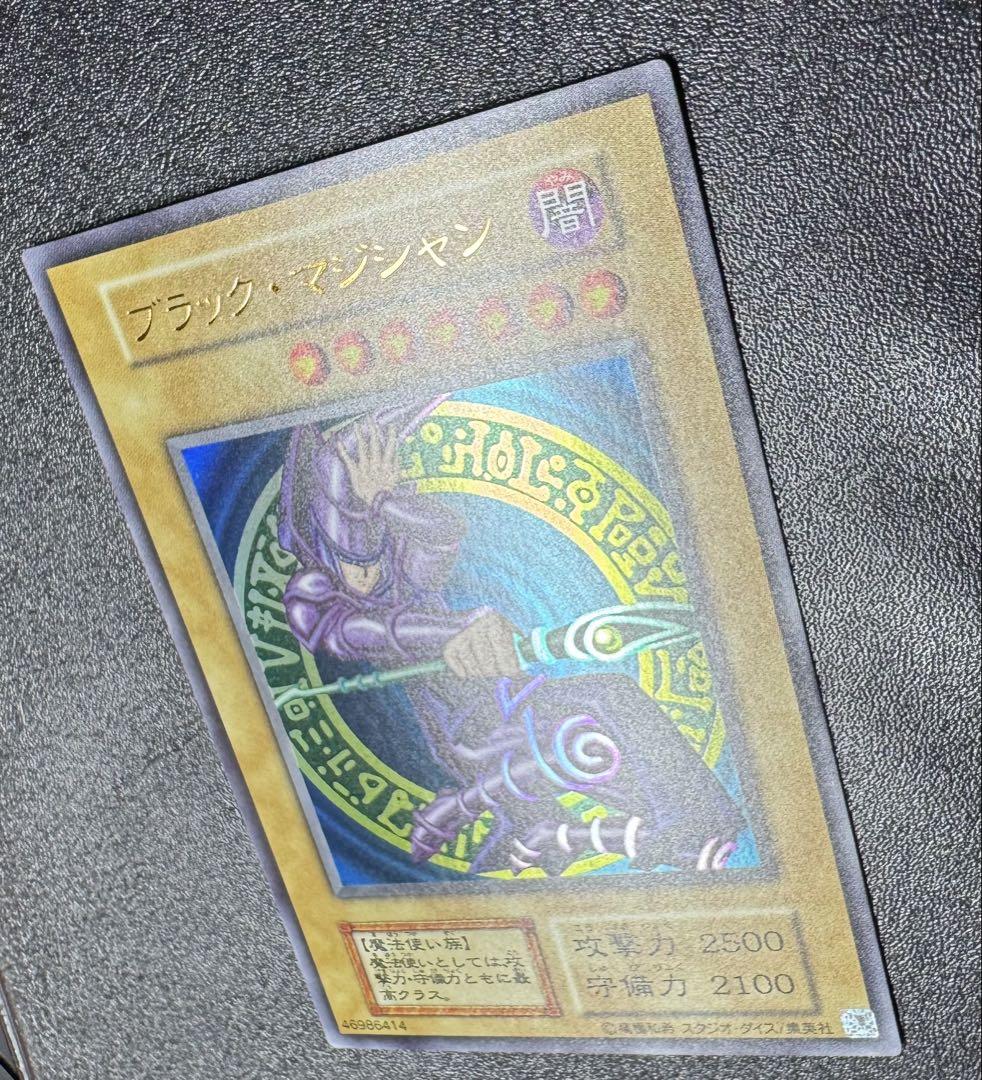 ブラック・マジシャン
やみ
闇
【魔法使い族】
魔法使いとしては、攻
撃力・守備力ともに最
高クラス。
攻撃力 2500
守備力 2100
46986414
©高橋和希 スタジオ・ダイス/集英社